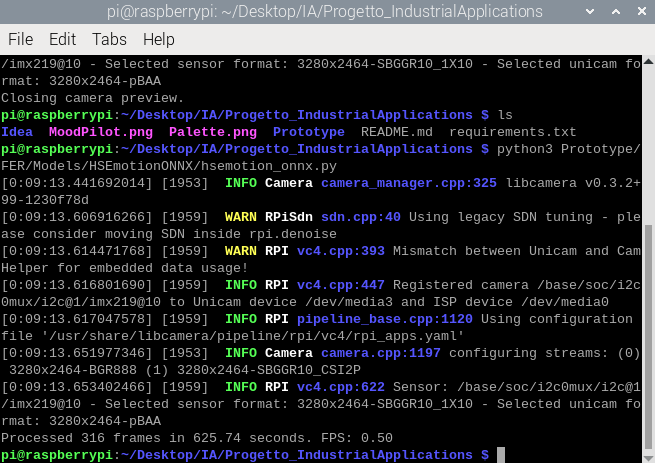 pi@raspberrypi: ~/Desktop/IA/Progetto_IndustrialApplications
File Edit Tabs Help
/imx219@10 - Selected sensor format: 3280x2464-SBGGR10_1X10 - Selected unicam fo
rmat: 3280x2464-pBAA
Closing camera preview.
pi@raspberrypi:~/Desktop/IA/Progetto_IndustrialApplications $ ls
Idea  MoodPilot.png  Palette.png  Prototype  README.md  requirements.txt
pi@raspberrypi:~/Desktop/IA/Progetto_IndustrialApplications $ python3 Prototype/
FER/Models/HSEmotionONNX/hsemotion_onnx.py
[0:09:13.441692014] [1953]  INFO Camera camera_manager.cpp:325 libcamera v0.3.2+
99-1230f78d
[0:09:13.606916266] [1959]  WARN RPiSdn sdn.cpp:40 Using legacy SDN tuning - ple
ase consider moving SDN inside rpi.denoise
[0:09:13.614471768] [1959]  WARN RPI vc4.cpp:393 Mismatch between Unicam and Cam
Helper for embedded data usage!
[0:09:13.616801690] [1959]  INFO RPI vc4.cpp:447 Registered camera /base/soc/i2c
0mux/i2c@1/imx219@10 to Unicam device /dev/media3 and ISP device /dev/media0
[0:09:13.617047578] [1959]  INFO RPI pipeline_base.cpp:1120 Using configuration
file '/usr/share/libcamera/pipeline/rpi/vc4/rpi_apps.yaml'
[0:09:13.651977346] [1953]  INFO Camera camera.cpp:1197 configuring streams: (0)
 3280x2464-BGR888 (1) 3280x2464-SBGGR10_CSI2P
[0:09:13.653402466] [1959]  INFO RPI vc4.cpp:622 Sensor: /base/soc/i2c0mux/i2c@1
/imx219@10 - Selected sensor format: 3280x2464-SBGGR10_1X10 - Selected unicam fo
rmat: 3280x2464-pBAA
Processed 316 frames in 625.74 seconds. FPS: 0.50
pi@raspberrypi:~/Desktop/IA/Progetto_IndustrialApplications $